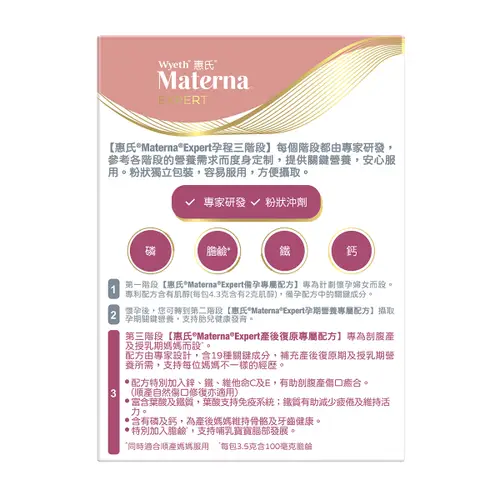 Wyeth® 惠氏®
Materna
EXPERT
【惠氏®Materna®Expert孕程三階段】每個階段都由專家研發，
參考各階段的營養需求而度身定制，提供關鍵營養，安心服
用。粉狀獨立包裝，容易服用，方便攝取。
✓ 專家研發 ✓ 粉狀沖劑
磷 膽鹼⁺ 鐵 鈣
1 第一階段【惠氏®Materna®Expert備孕專屬配方】專為計劃懷孕婦女而設。
專利配方含有肌醇(每包4.3克含有2克肌醇)，備孕配方中的關鍵成分。
2 懷孕後，您可轉到第二階段【惠氏®Materna®Expert孕期營養專屬配方】攝取
孕期關鍵營養，支持胎兒健康發育。
3 第三階段【惠氏®Materna®Expert產後復原專屬配方】專為剖腹產
及授乳期媽媽而設*。
配方由專家設計，含19種關鍵成分，補充產後復原期及授乳期營
養所需，支持每位媽媽不一樣的經歷。
•配方特別加入鋅、鐵、維他命C及E，有助剖腹產傷口癒合。
(順產自然傷口修復亦適用)
•富含葉酸及鐵質，葉酸支持免疫系統；鐵質有助減少疲倦及維持活
力。
•含有磷及鈣，為產後媽媽維持骨骼及牙齒健康。
•特別加入膽鹼⁺，支持哺乳寶寶腦部發展。
*同時適合順產媽媽服用 ⁺每包3.5克含100毫克膽鹼